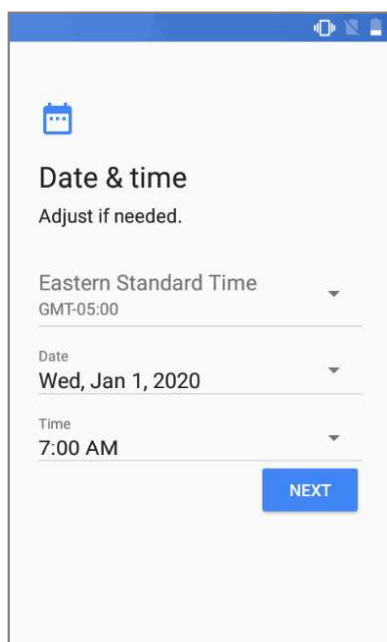 Date & time
Adjust if needed.
Eastern Standard Time
GMT-05:00
Date
Wed, Jan 1, 2020
Time
7:00 AM
NEXT